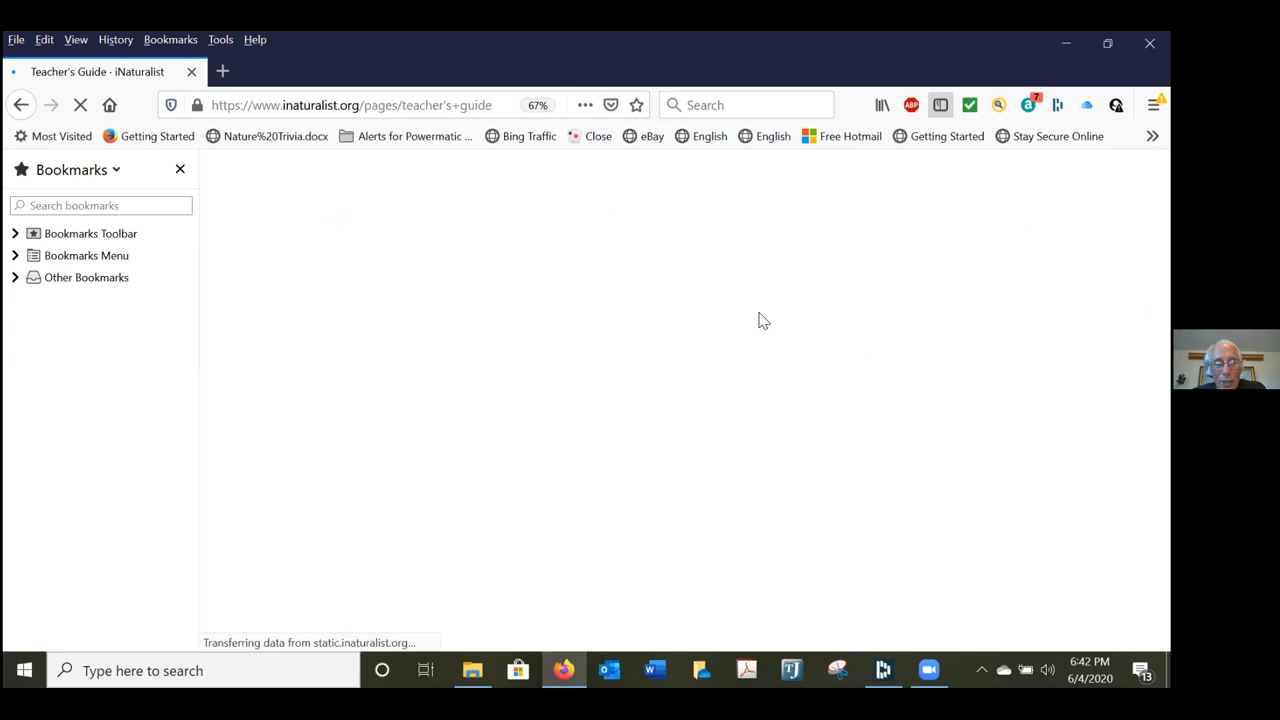 File Edit View History Bookmarks Tools Help
Teacher's Guide · iNaturalist
https://www.inaturalist.org/pages/teacher's+guide 67% Search ABP a 7
Most Visited Getting Started Nature%20Trivia.docx Alerts for Powermatic ... Bing Traffic Close eBay English English Free Hotmail Getting Started Stay Secure Online
Bookmarks
Search bookmarks
Bookmarks Toolbar
Bookmarks Menu
Other Bookmarks
Transferring data from static.inaturalist.org...
Type here to search W TJ 6:42 PM
6/4/2020 13